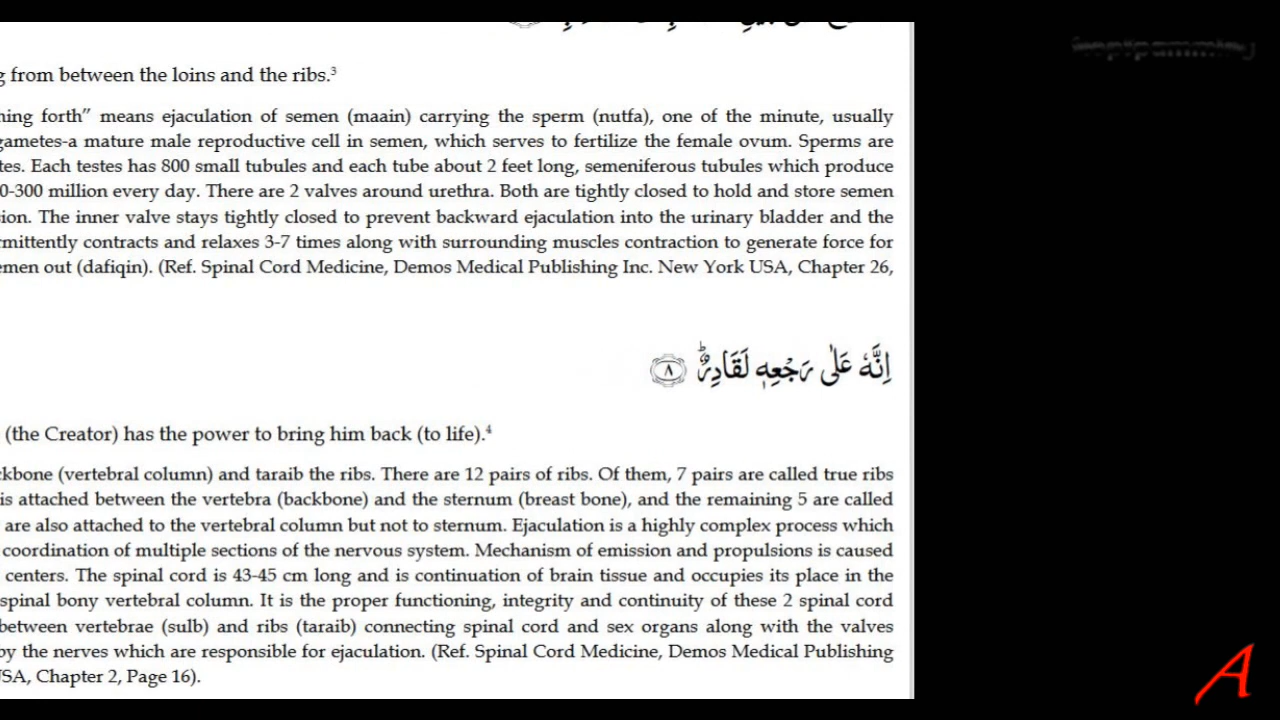 g from between the loins and the ribs.³
ning forth” means ejaculation of semen (maain) carrying the sperm (nutfa), one of the minute, usually
gametes-a mature male reproductive cell in semen, which serves to fertilize the female ovum. Sperms are
tes. Each testes has 800 small tubules and each tube about 2 feet long, semeniferous tubules which produce
0-300 million every day. There are 2 valves around urethra. Both are tightly closed to hold and store semen
sion. The inner valve stays tightly closed to prevent backward ejaculation into the urinary bladder and the
rmittently contracts and relaxes 3-7 times along with surrounding muscles contraction to generate force for
emen out (dafiqin). (Ref. Spinal Cord Medicine, Demos Medical Publishing Inc. New York USA, Chapter 26,
اِنَّهٗ عَلٰى رَجْعِهٖ لَقَادِرٌؕ ۝۸
(the Creator) has the power to bring him back (to life).⁴
ckbone (vertebral column) and taraib the ribs. There are 12 pairs of ribs. Of them, 7 pairs are called true ribs
is attached between the vertebra (backbone) and the sternum (breast bone), and the remaining 5 are called
are also attached to the vertebral column but not to sternum. Ejaculation is a highly complex process which
coordination of multiple sections of the nervous system. Mechanism of emission and propulsions is caused
centers. The spinal cord is 43-45 cm long and is continuation of brain tissue and occupies its place in the
spinal bony vertebral column. It is the proper functioning, integrity and continuity of these 2 spinal cord
between vertebrae (sulb) and ribs (taraib) connecting spinal cord and sex organs along with the valves
by the nerves which are responsible for ejaculation. (Ref. Spinal Cord Medicine, Demos Medical Publishing
SA, Chapter 2, Page 16).
A